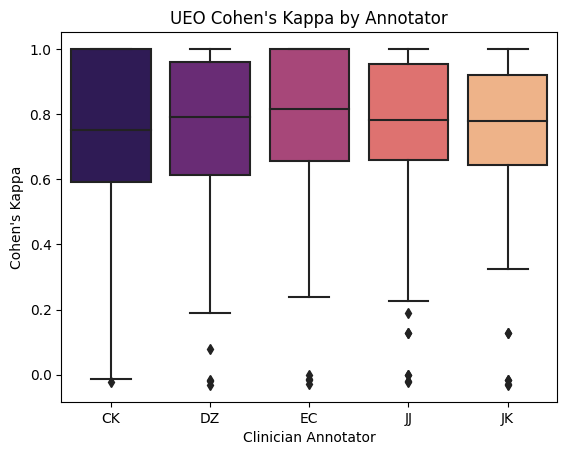 UEO Cohen's Kappa by Annotator
Cohen's Kappa
1.0
0.8
0.6
0.4
0.2
0.0
CK DZ EC JJ JK
Clinician Annotator